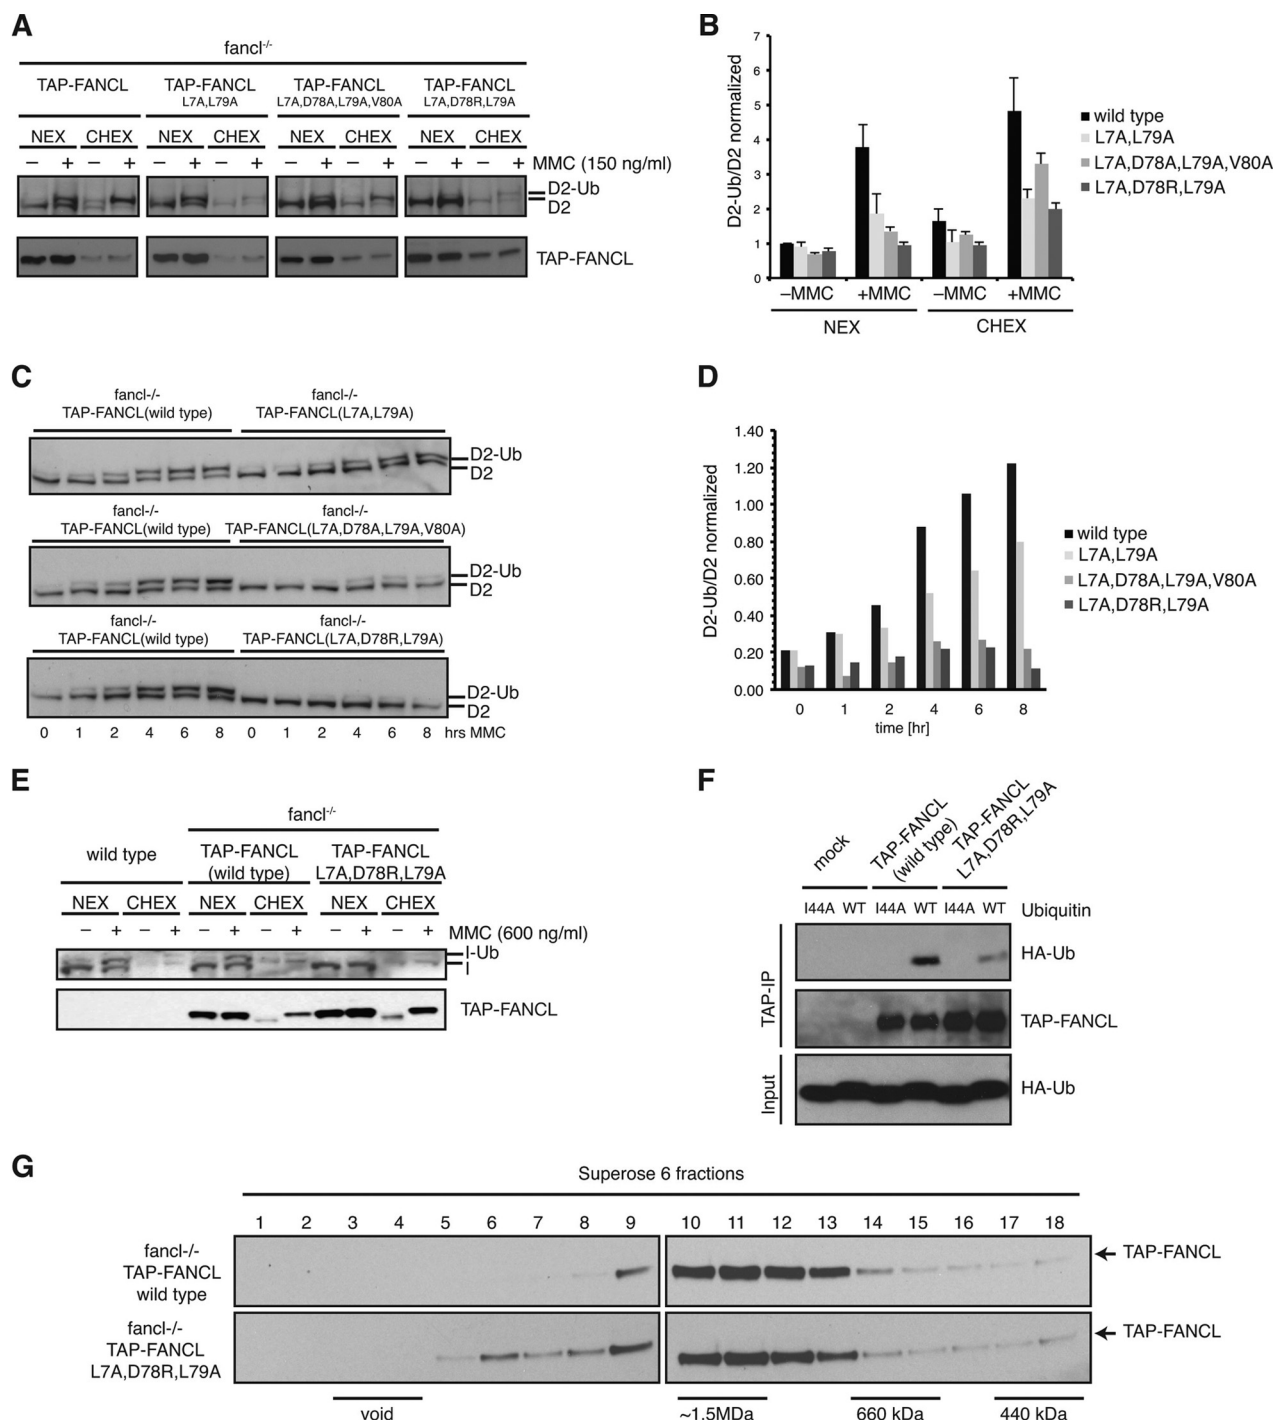 A
fancl-/-
TAP-FANCL TAP-FANCL TAP-FANCL TAP-FANCL
L7A,L79A L7A,D78A,L79A,V80A L7A,D78R,L79A
NEX CHEX NEX CHEX NEX CHEX NEX CHEX
– + – + – + – + – + – + – + – + MMC (150 ng/ml)
D2-Ub
D2
TAP-FANCL
B
D2-Ub/D2 normalized
7
6
5
4
3
2
1
0
–MMC +MMC –MMC +MMC
NEX CHEX
wild type
L7A,L79A
L7A,D78A,L79A,V80A
L7A,D78R,L79A
C
fancl-/- fancl-/-
TAP-FANCL(wild type) TAP-FANCL(L7A,L79A)
D2-Ub
D2
fancl-/- fancl-/-
TAP-FANCL(wild type) TAP-FANCL(L7A,D78A,L79A,V80A)
D2-Ub
D2
fancl-/- fancl-/-
TAP-FANCL(wild type) TAP-FANCL(L7A,D78R,L79A)
D2-Ub
D2
0 1 2 4 6 8 0 1 2 4 6 8 hrs MMC
D
D2-Ub/D2 normalized
1.40
1.20
1.00
0.80
0.60
0.40
0.20
0.00
0 1 2 4 6 8
time [hr]
wild type
L7A,L79A
L7A,D78A,L79A,V80A
L7A,D78R,L79A
E
fancl-/-
wild type TAP-FANCL TAP-FANCL
(wild type) L7A,D78R,L79A
NEX CHEX NEX CHEX NEX CHEX
– + – + – + – + – + – + MMC (600 ng/ml)
I-Ub
I
TAP-FANCL
F
mock
TAP-FANCL
(wild type)
TAP-FANCL
L7A,D78R,L79A
I44A WT I44A WT I44A WT Ubiquitin
TAP-IP
HA-Ub
TAP-FANCL
Input
HA-Ub
G
Superose 6 fractions
1 2 3 4 5 6 7 8 9 10 11 12 13 14 15 16 17 18
fancl-/-
TAP-FANCL
wild type
TAP-FANCL
fancl-/-
TAP-FANCL
L7A,D78R,L79A
TAP-FANCL
void ~1.5MDa 660 kDa 440 kDa